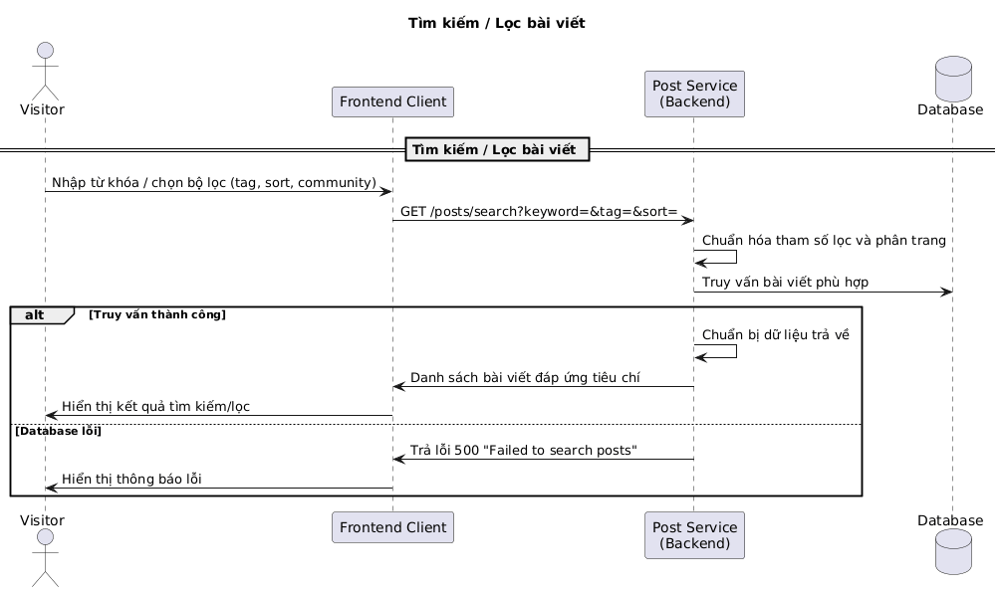 Tìm kiếm / Lọc bài viết
Visitor
Frontend Client
Post Service
(Backend)
Database
Tìm kiếm / Lọc bài viết
Nhập từ khóa / chọn bộ lọc (tag, sort, community)
GET /posts/search?keyword=&tag=&sort=
Chuẩn hóa tham số lọc và phân trang
Truy vấn bài viết phù hợp
alt
[Truy vấn thành công]
Chuẩn bị dữ liệu trả về
Danh sách bài viết đáp ứng tiêu chí
Hiển thị kết quả tìm kiếm/lọc
[Database lỗi]
Trả lỗi 500 "Failed to search posts"
Hiển thị thông báo lỗi
Visitor
Frontend Client
Post Service
(Backend)
Database